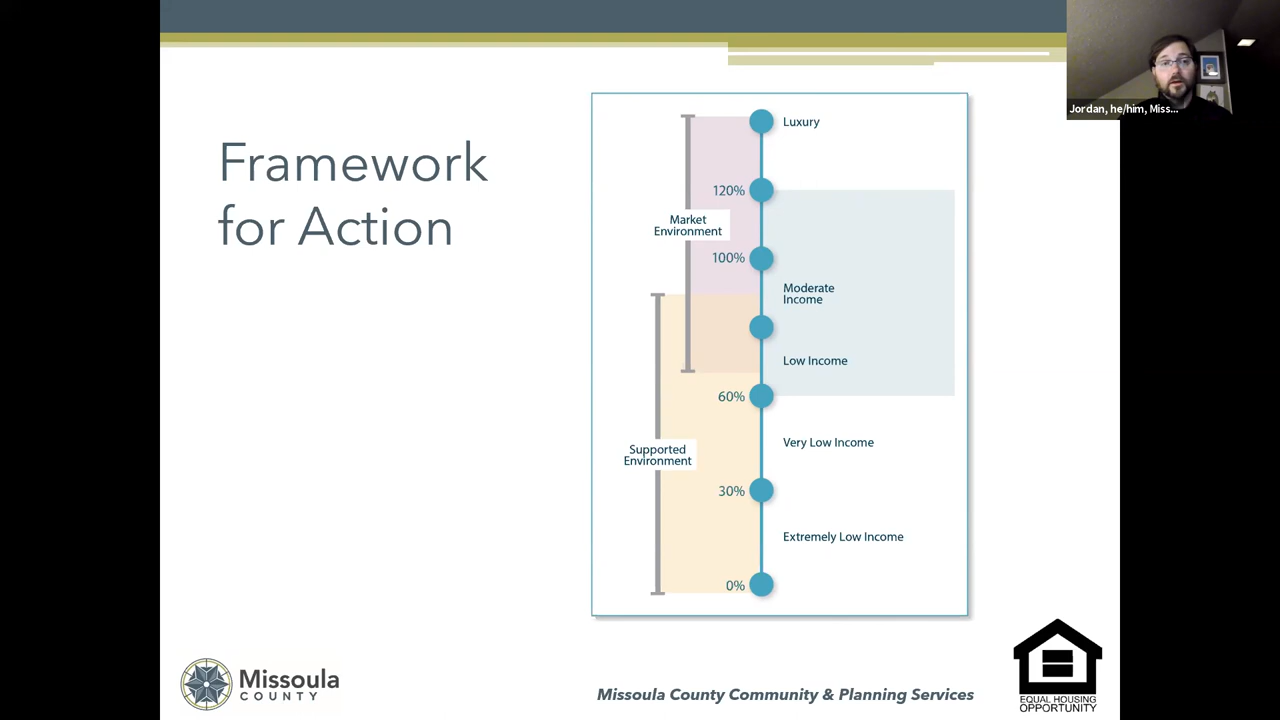 Jordan, he/him, Miss...
Framework
for Action
Luxury
120%
Market
Environment
100%
Moderate
Income
Low Income
60%
Supported
Environment
Very Low Income
30%
Extremely Low Income
0%
Missoula
COUNTY
Missoula County Community & Planning Services
EQUAL HOUSING
OPPORTUNITY